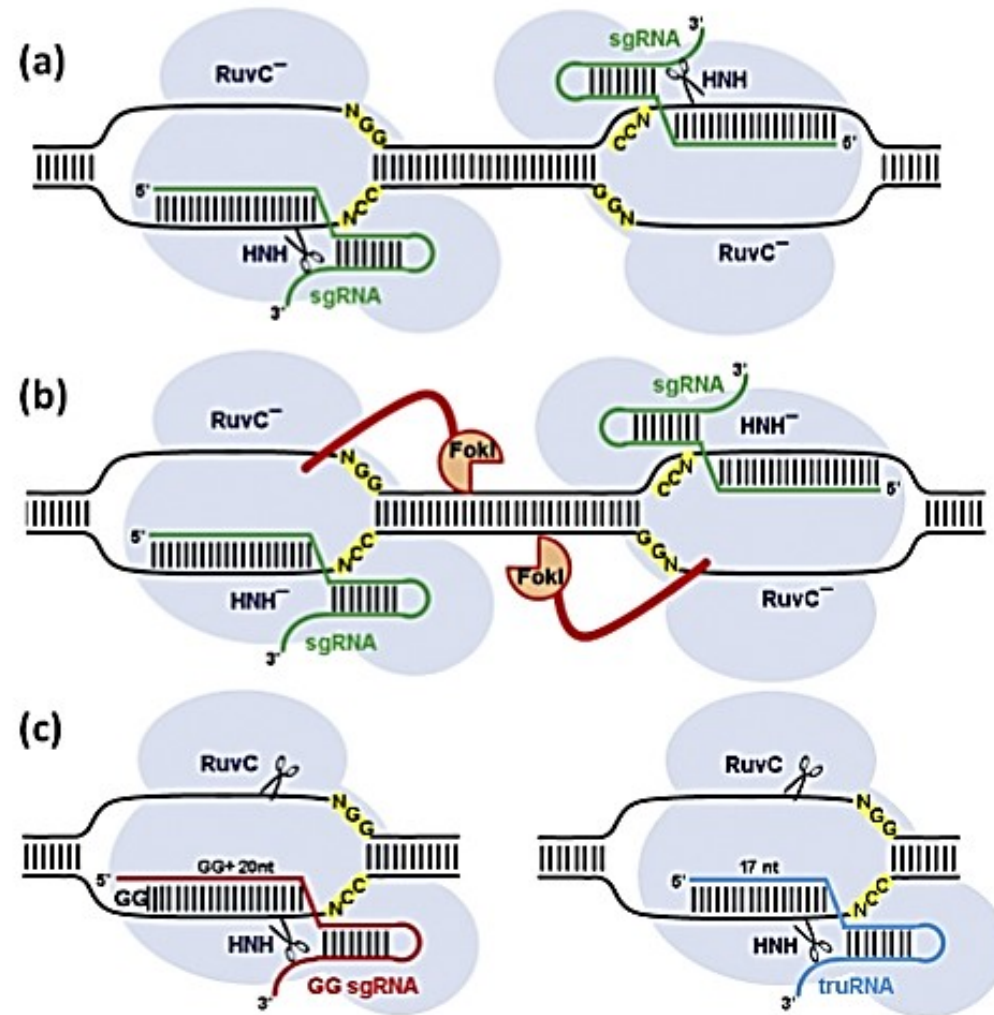 (a)
RuvC⁻
NGG
5'
NCC
HNH
sgRNA
3'
sgRNA
3'
HNH
CCN
5'
GGN
RuvC⁻
(b)
RuvC⁻
FokI
NGG
5'
NCC
HNH⁻
sgRNA
3'
sgRNA
3'
HNH⁻
CCN
5'
GGN
FokI
RuvC⁻
(c)
RuvC
NGG
GG+ 20nt
5'
GG
NCC
HNH
GG sgRNA
3'
RuvC
NGG
17 nt
5'
NCC
HNH
truRNA
3'